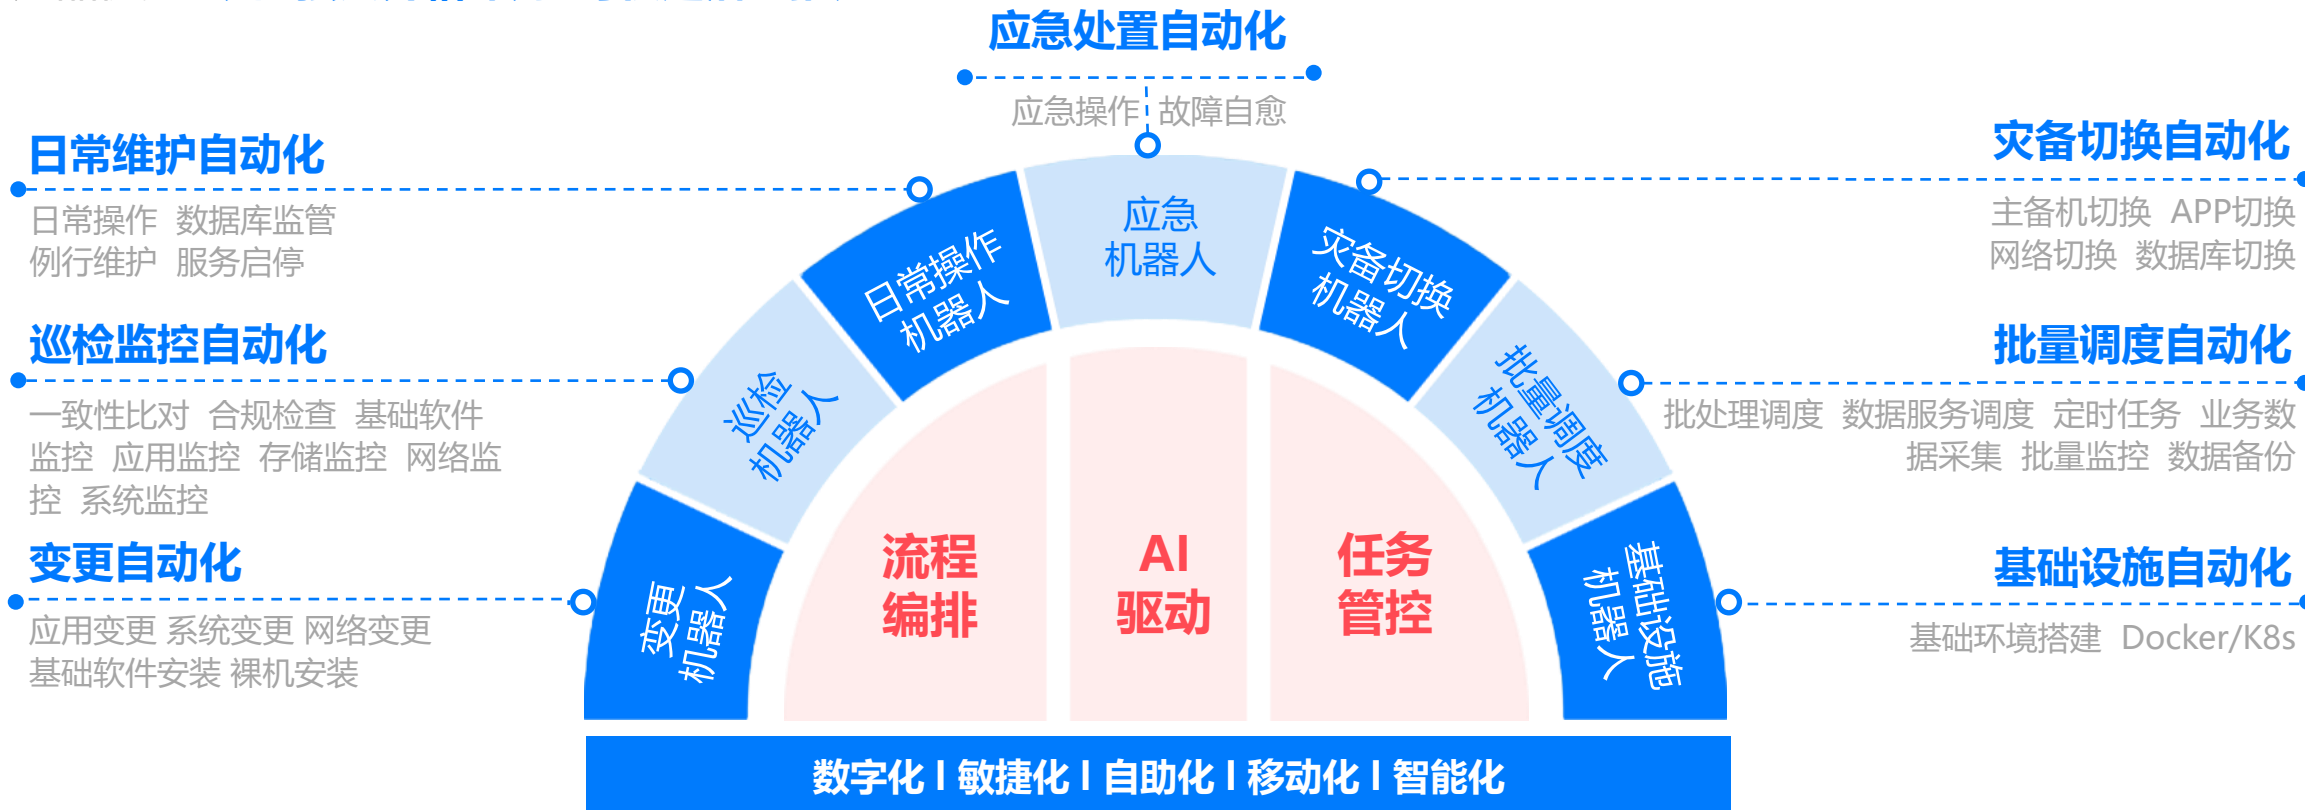 应急处置自动化
应急操作 故障自愈
日常维护自动化
日常操作 数据库监管
例行维护 服务启停
巡检监控自动化
一致性比对 合规检查 基础软件
监控 应用监控 存储监控 网络监
控 系统监控
变更自动化
应用变更 系统变更 网络变更
基础软件安装 裸机安装
变更
机器人
巡检
机器人
日常操作
机器人
应急
机器人
灾备切换
机器人
批量调度
机器人
基础设施
机器人
流程
编排
AI
驱动
任务
管控
灾备切换自动化
主备机切换 APP切换
网络切换 数据库切换
批量调度自动化
批处理调度 数据服务调度 定时任务 业务数
据采集 批量监控 数据备份
基础设施自动化
基础环境搭建 Docker/K8s
数字化 l 敏捷化 l 自助化 l 移动化 l 智能化